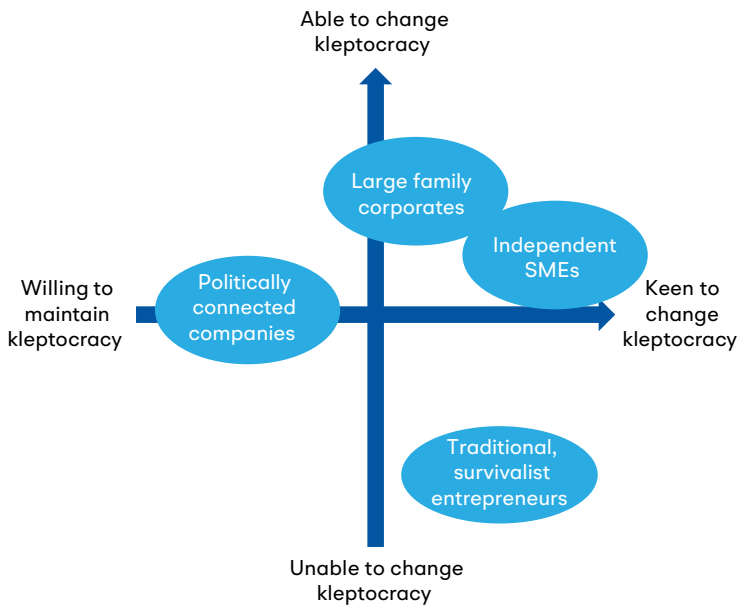 Able to change
kleptocracy
Large family
corporates
Independent
SMEs
Politically
connected
companies
Willing to
maintain
kleptocracy
Keen to
change
kleptocracy
Traditional,
survivalist
entrepreneurs
Unable to change
kleptocracy